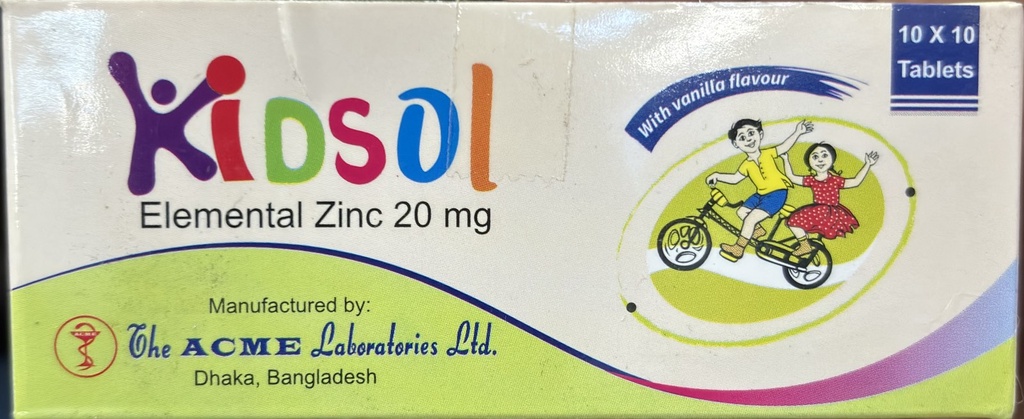 Kidsol
Elemental Zinc 20 mg
With vanilla flavour
10 X 10
Tablets
Manufactured by:
ACME
The ACME Laboratories Ltd.
Dhaka, Bangladesh